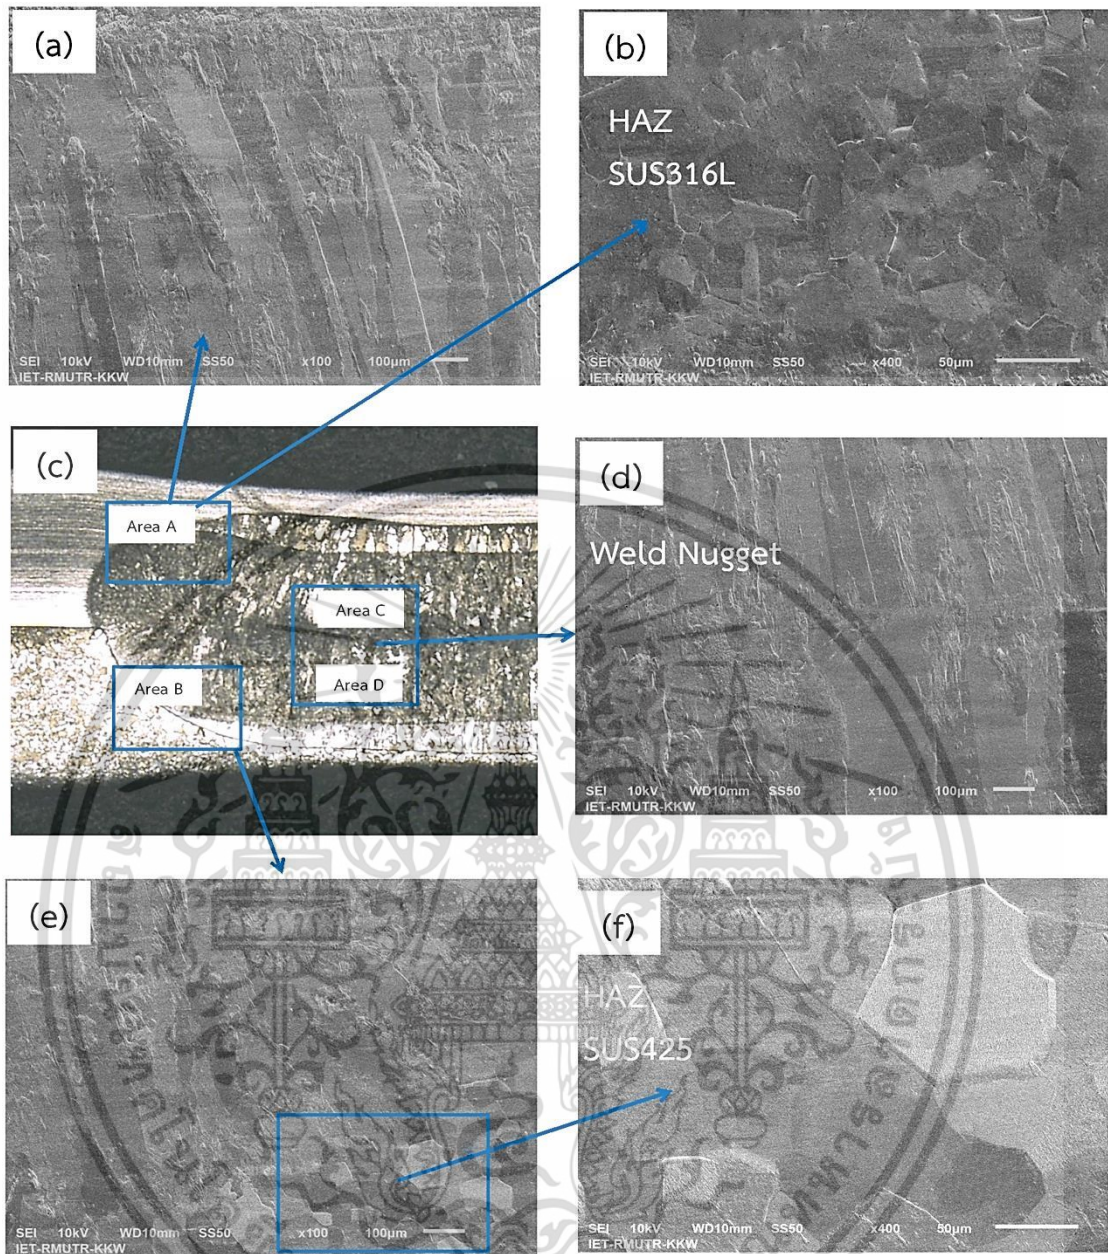 (a)
SEI 10kV WD10mm SS50 x100 100μm
IET-RMUTR-KKW
(b)
HAZ
SUS316L
SEI 10kV WD10mm SS50 x400 50μm
IET-RMUTR-KKW
(c)
Area A
Area C
Area B
Area D
(d)
Weld Nugget
SEI 10kV WD10mm SS50 x100 100μm
IET-RMUTR-KKW
(e)
SEI 10kV WD10mm SS50 x100 100μm
IET-RMUTR-KKW
(f)
HAZ
SUS425
SEI 10kV WD10mm SS50 x400 50μm
IET-RMUTR-KKW